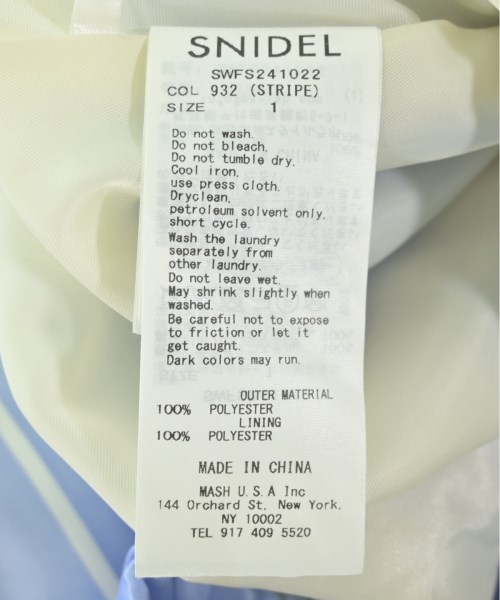 SNIDEL
SWFS241022
COL 932 (STRIPE)
SIZE 1
Do not wash.
Do not bleach.
Do not tumble dry.
Cool iron.
use press cloth.
Dryclean.
petroleum solvent only.
short cycle.
Wash the laundry
separately from
other laundry.
Do not leave wet.
May shrink slightly when
washed.
Be careful not to expose
to friction or let it
get caught.
Dark colors may run.
OUTER MATERIAL
100% POLYESTER
LINING
100% POLYESTER
MADE IN CHINA
MASH U.S.A Inc
144 Orchard St. New York.
NY 10002
TEL 917 409 5520